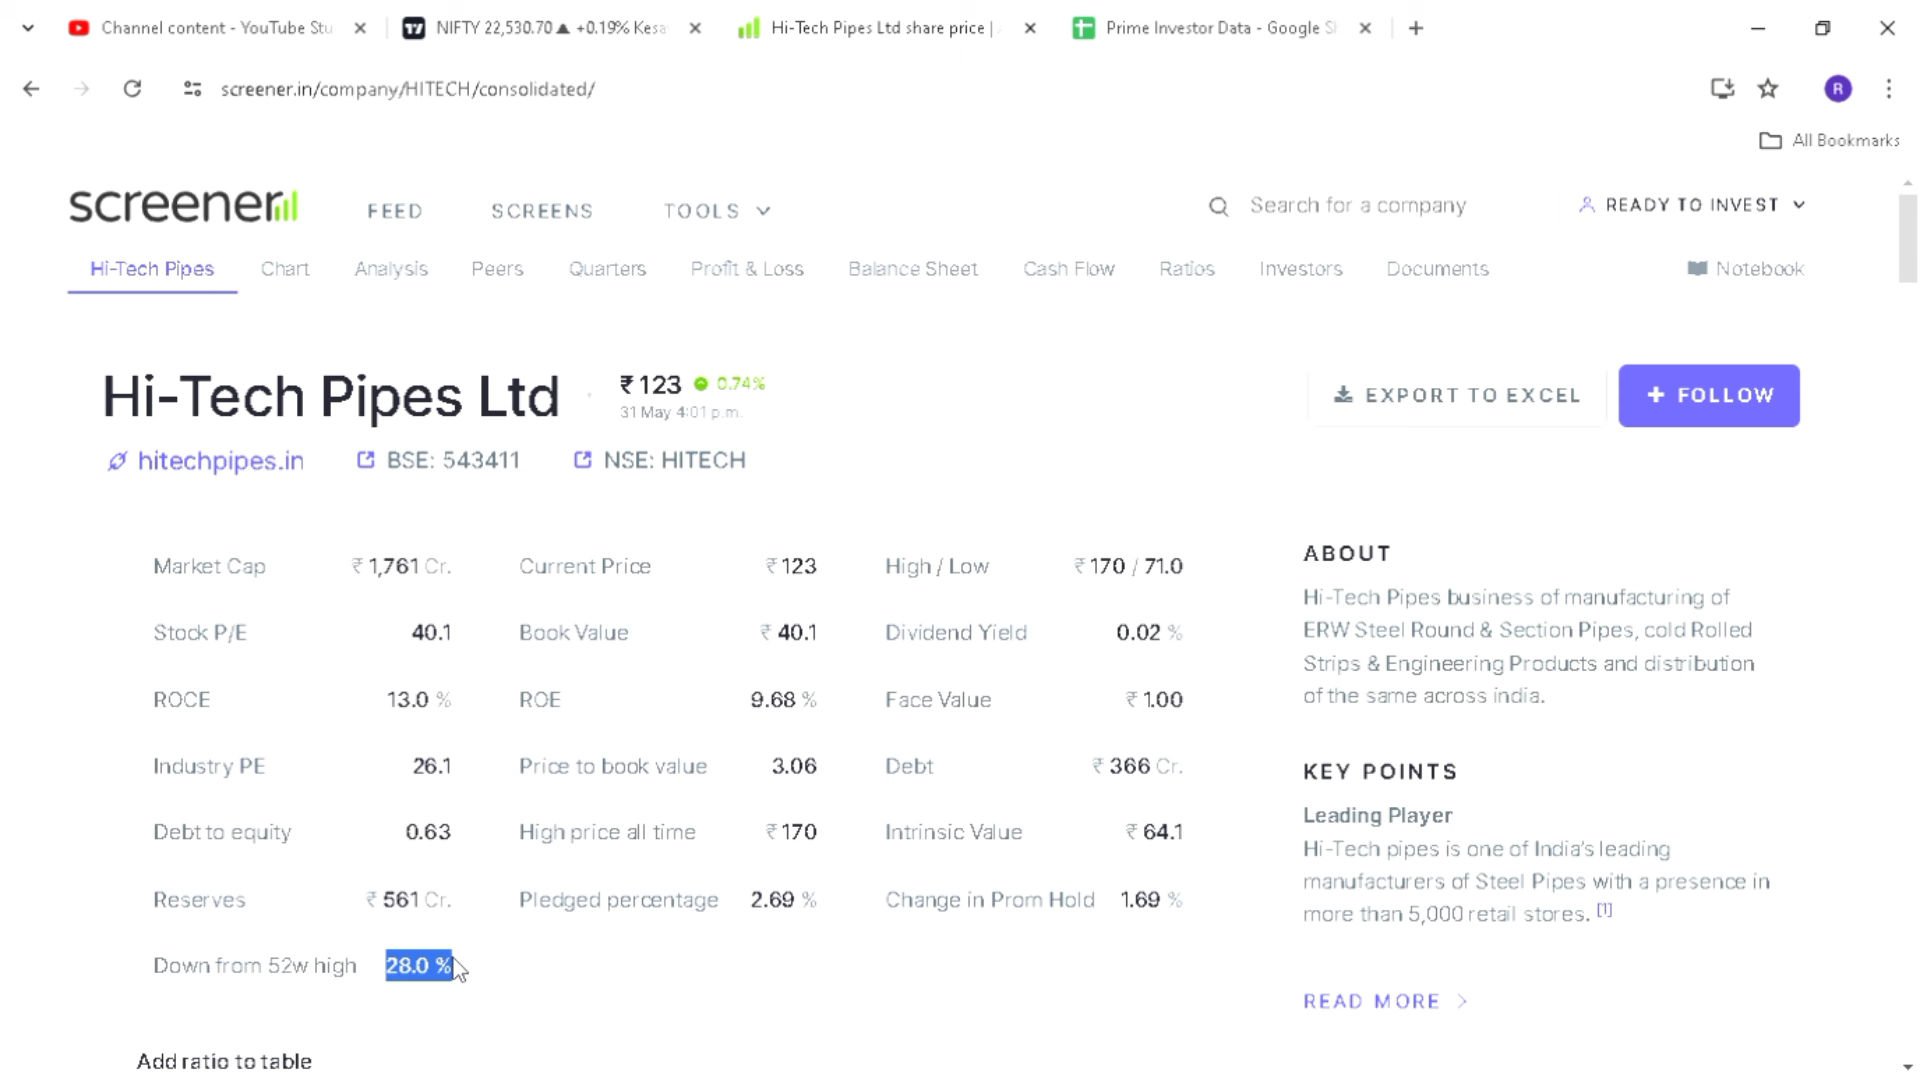 Channel content - YouTube Stu
NIFTY 22,530.70 ▲ +0.19% Kesa
Hi-Tech Pipes Ltd share price |
Prime Investor Data - Google Sh
screener.in/company/HITECH/consolidated/
R
All Bookmarks
screener
FEED
SCREENS
TOOLS
Search for a company
READY TO INVEST
Hi-Tech Pipes
Chart
Analysis
Peers
Quarters
Profit & Loss
Balance Sheet
Cash Flow
Ratios
Investors
Documents
Notebook
Hi-Tech Pipes Ltd
₹ 123 0.74%
31 May 4:01 p.m.
EXPORT TO EXCEL
+ FOLLOW
hitechpipes.in
BSE: 543411
NSE: HITECH
Market Cap ₹ 1,761 Cr.
Current Price ₹ 123
High / Low ₹ 170 / 71.0
Stock P/E 40.1
Book Value ₹ 40.1
Dividend Yield 0.02 %
ROCE 13.0 %
ROE 9.68 %
Face Value ₹ 1.00
Industry PE 26.1
Price to book value 3.06
Debt ₹ 366 Cr.
Debt to equity 0.63
High price all time ₹ 170
Intrinsic Value ₹ 64.1
Reserves ₹ 561 Cr.
Pledged percentage 2.69 %
Change in Prom Hold 1.69 %
Down from 52w high 28.0 %
Add ratio to table
ABOUT
Hi-Tech Pipes business of manufacturing of
ERW Steel Round & Section Pipes, cold Rolled
Strips & Engineering Products and distribution
of the same across india.
KEY POINTS
Leading Player
Hi-Tech pipes is one of India's leading
manufacturers of Steel Pipes with a presence in
more than 5,000 retail stores. [1]
READ MORE